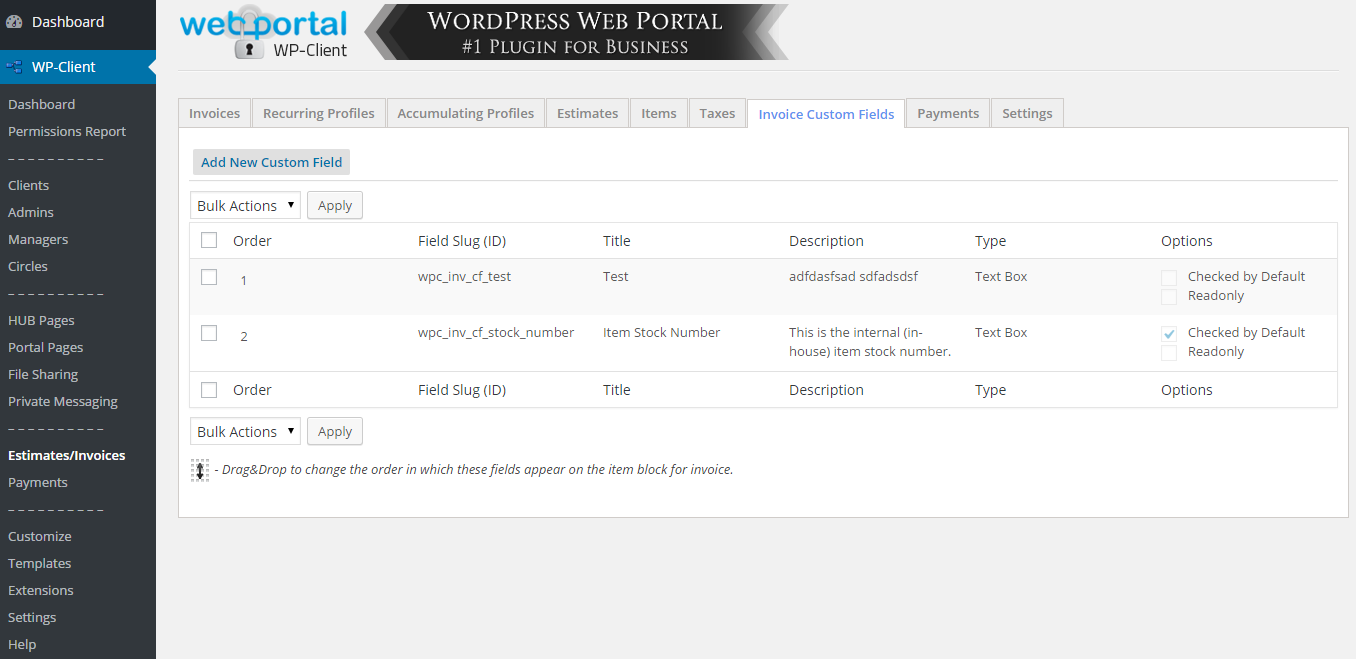 Dashboard
WP-Client
Dashboard
Permissions Report
– – – – – – – – – –
Clients
Admins
Managers
Circles
– – – – – – – – – –
HUB Pages
Portal Pages
File Sharing
Private Messaging
– – – – – – – – – –
Estimates/Invoices
Payments
– – – – – – – – – –
Customize
Templates
Extensions
Settings
Help
web portal
WP-Client
WORDPRESS WEB PORTAL
#1 PLUGIN FOR BUSINESS
Invoices Recurring Profiles Accumulating Profiles Estimates Items Taxes Invoice Custom Fields Payments Settings
Add New Custom Field
Bulk Actions Apply
Order Field Slug (ID) Title Description Type Options
1 wpc_inv_cf_test Test adfdasfsad sdfadsdsf Text Box Checked by Default
Readonly
2 wpc_inv_cf_stock_number Item Stock Number This is the internal (in- Text Box Checked by Default
house) item stock number. Readonly
Order Field Slug (ID) Title Description Type Options
Bulk Actions Apply
- Drag&Drop to change the order in which these fields appear on the item block for invoice.